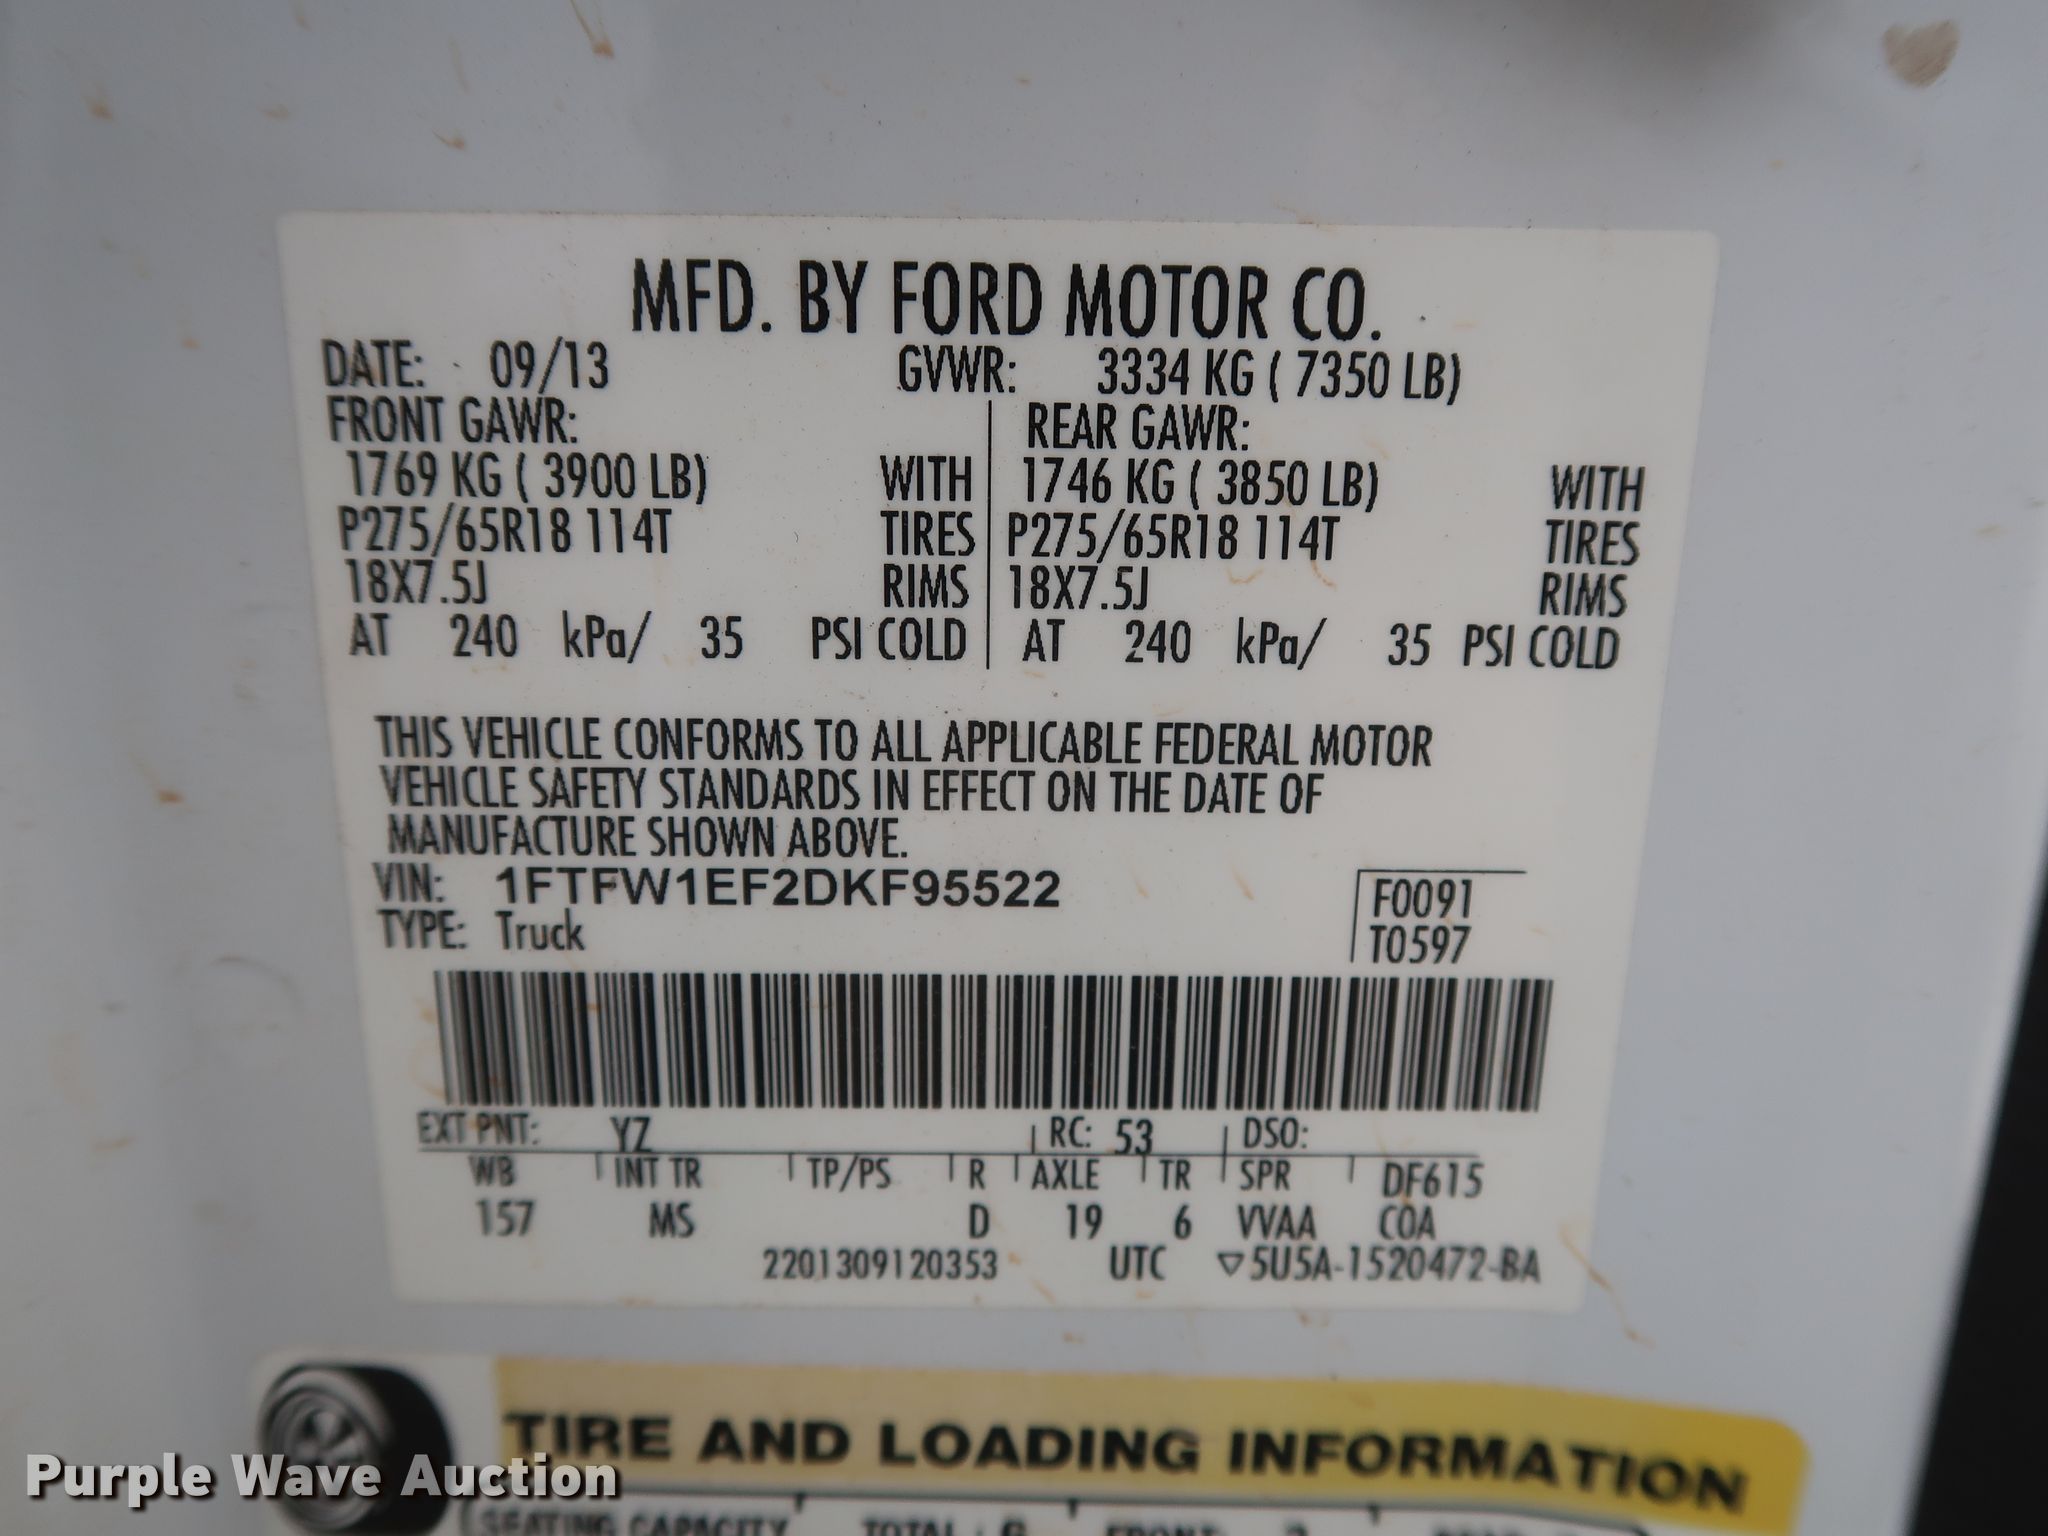 MFD. BY FORD MOTOR CO.
DATE: 09/13 GVWR: 3334 KG ( 7350 LB)
FRONT GAWR: REAR GAWR:
1769 KG ( 3900 LB) WITH 1746 KG ( 3850 LB) WITH
P275/65R18 114T TIRES P275/65R18 114T TIRES
18X7.5J RIMS 18X7.5J RIMS
AT 240 kPa/ 35 PSI COLD AT 240 kPa/ 35 PSI COLD
THIS VEHICLE CONFORMS TO ALL APPLICABLE FEDERAL MOTOR
VEHICLE SAFETY STANDARDS IN EFFECT ON THE DATE OF
MANUFACTURE SHOWN ABOVE.
VIN: 1FTFW1EF2DKF95522 F0091
TYPE: Truck T0597
EXT PNT: YZ RC: 53 DSO:
WB INT TR TP/PS R AXLE TR SPR DF615
157 MS D 19 6 VVAA COA
2201309120353 UTC ▽5U5A-1520472-BA
TIRE AND LOADING INFORMATION
Purple Wave Auction
SEATING CAPACITY TOTAL : 6 FRONT: